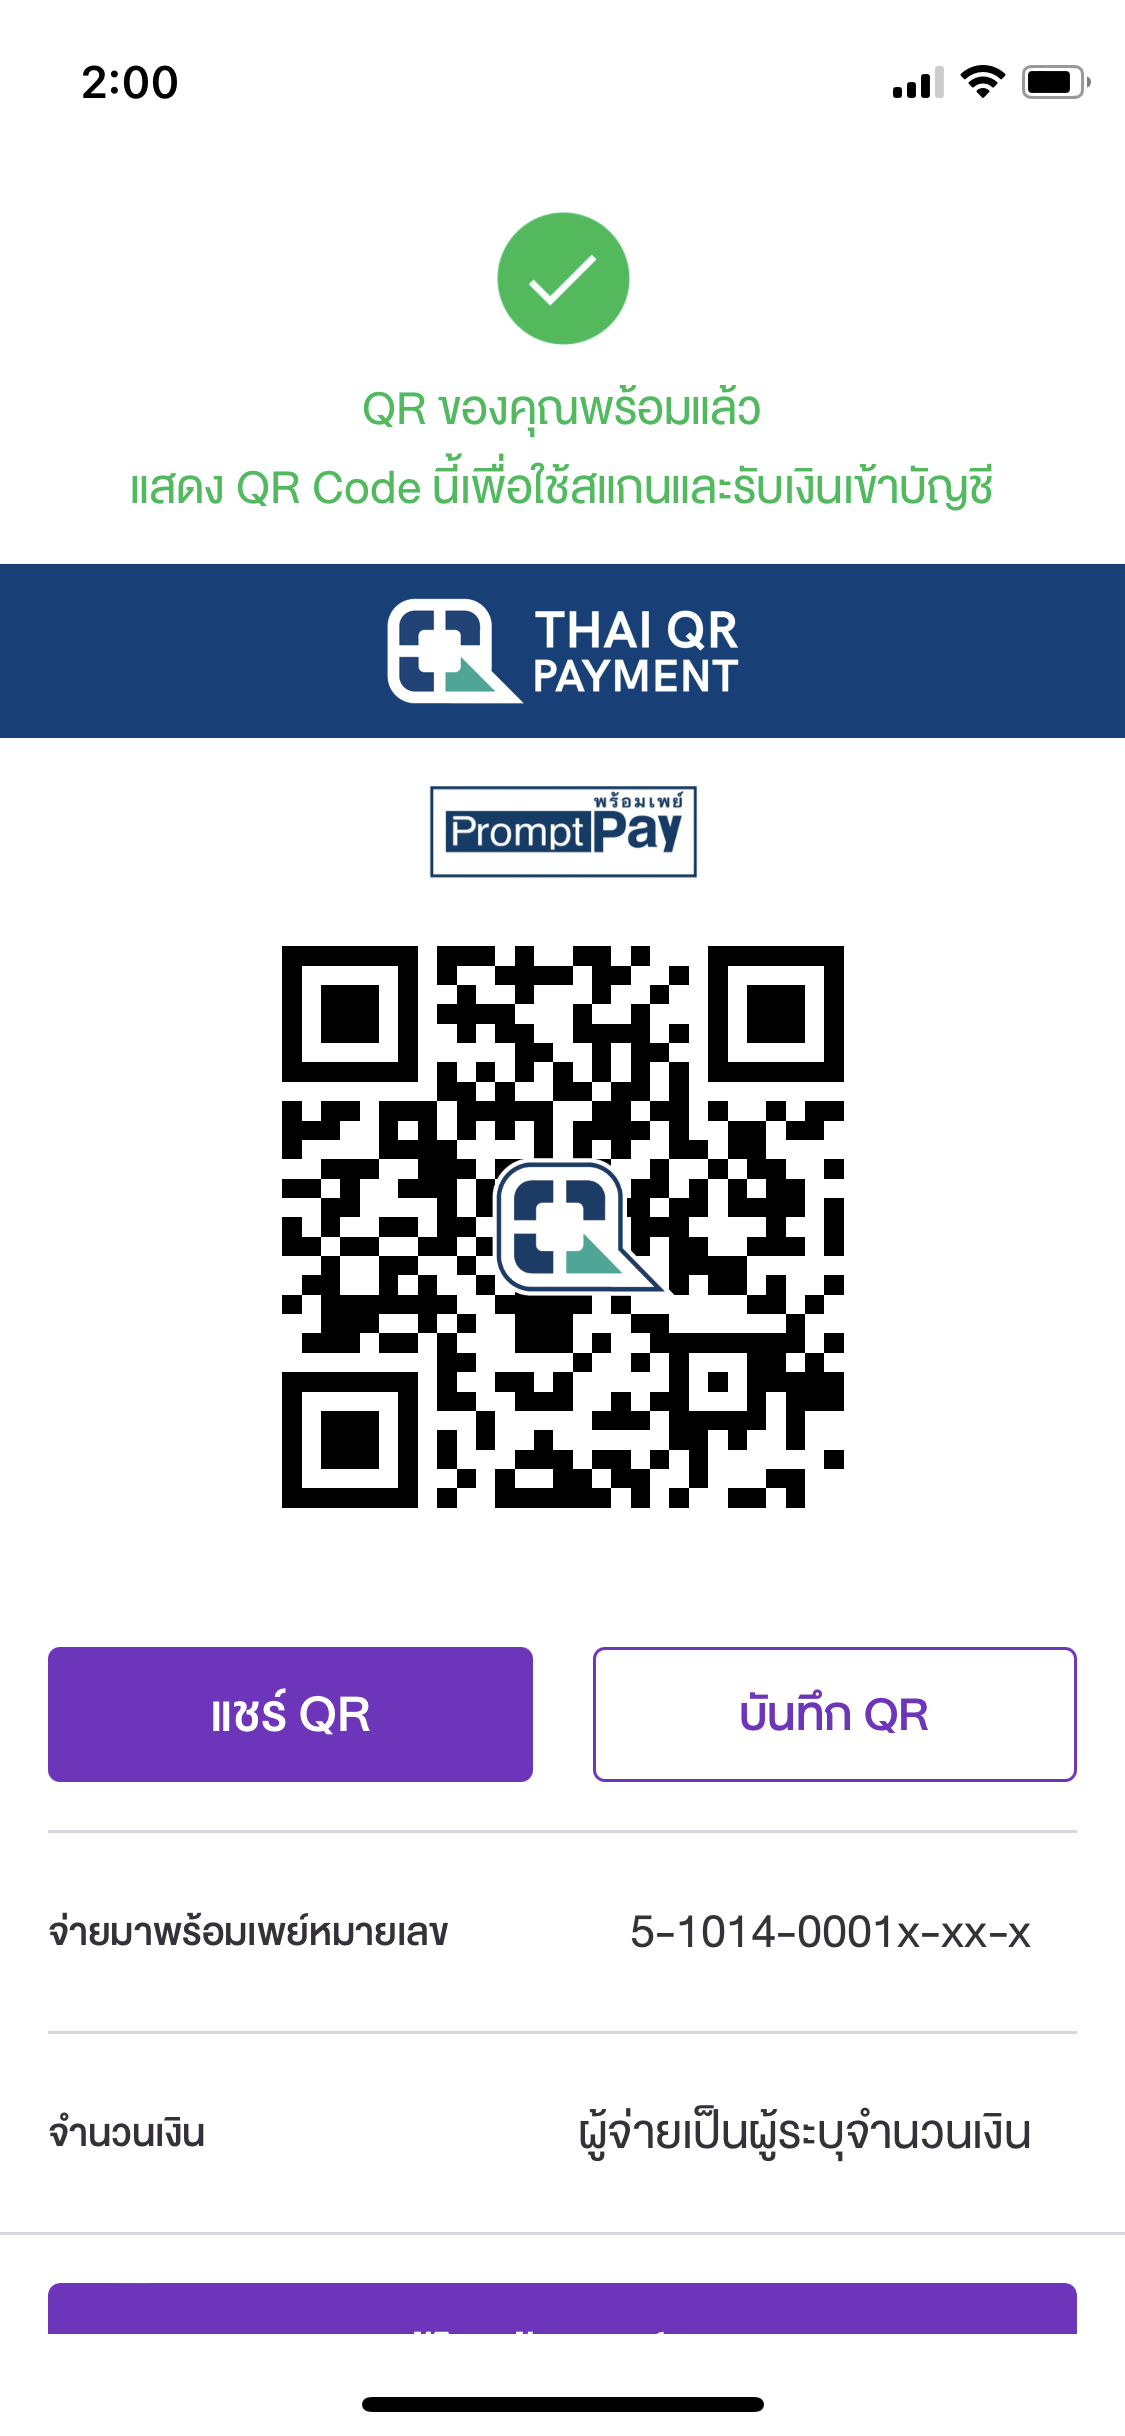 2:00
QR ของคุณพร้อมแล้ว
แสดง QR Code นี้เพื่อใช้สแกนและรับเงินเข้าบัญชี
THAI QR
PAYMENT
พร้อมเพย์
PromptPay
แชร์ QR
บันทึก QR
จ่ายมาพร้อมเพย์หมายเลข 5-1014-0001x-xx-x
จำนวนเงิน ผู้จ่ายเป็นผู้ระบุจำนวนเงิน